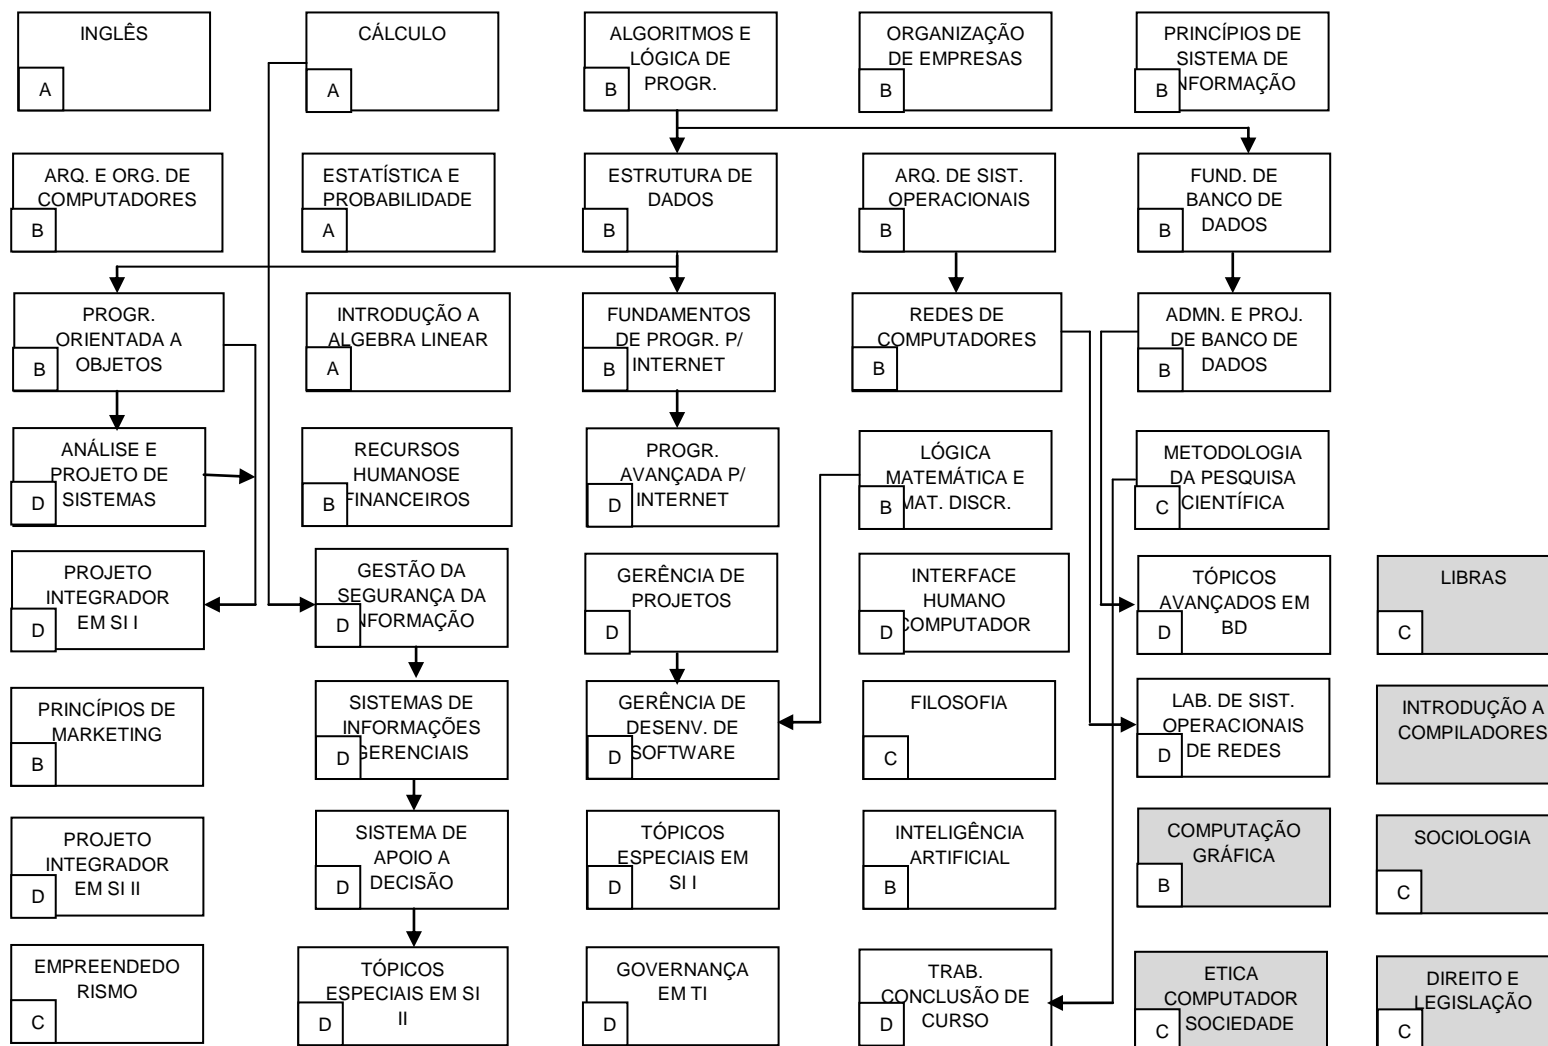 INGLÊS
A
CÁLCULO
A
ALGORITMOS E
LÓGICA DE
PROGR.
B
ORGANIZAÇÃO
DE EMPRESAS
B
PRINCÍPIOS DE
SISTEMA DE
NFORMAÇÃO
B
ARQ. E ORG. DE
COMPUTADORES
B
ESTATÍSTICA E
PROBABILIDADE
A
ESTRUTURA DE
DADOS
B
ARQ. DE SIST.
OPERACIONAIS
B
FUND. DE
BANCO DE
DADOS
B
PROGR.
ORIENTADA A
OBJETOS
B
INTRODUÇÃO A
ALGEBRA LINEAR
A
FUNDAMENTOS
DE PROGR. P/
INTERNET
B
REDES DE
COMPUTADORES
B
ADMN. E PROJ.
DE BANCO DE
DADOS
B
ANÁLISE E
PROJETO DE
SISTEMAS
D
RECURSOS
HUMANOSE
FINANCEIROS
B
PROGR.
AVANÇADA P/
INTERNET
D
LÓGICA
MATEMÁTICA E
MAT. DISCR.
B
METODOLOGIA
DA PESQUISA
CIENTÍFICA
C
PROJETO
INTEGRADOR
EM SI I
D
GESTÃO DA
SEGURANÇA DA
NFORMAÇÃO
D
GERÊNCIA DE
PROJETOS
D
INTERFACE
HUMANO
COMPUTADOR
D
TÓPICOS
AVANÇADOS EM
BD
D
LIBRAS
C
PRINCÍPIOS DE
MARKETING
B
SISTEMAS DE
INFORMAÇÕES
GERENCIAIS
D
GERÊNCIA DE
DESENV. DE
SOFTWARE
D
FILOSOFIA
C
LAB. DE SIST.
OPERACIONAIS
DE REDES
D
INTRODUÇÃO A
COMPILADORES
PROJETO
INTEGRADOR
EM SI II
D
SISTEMA DE
APOIO A
DECISÃO
D
TÓPICOS
ESPECIAIS EM
SI I
D
INTELIGÊNCIA
ARTIFICIAL
B
COMPUTAÇÃO
GRÁFICA
B
SOCIOLOGIA
C
EMPREENDEDO
RISMO
C
TÓPICOS
ESPECIAIS EM SI
II
D
GOVERNANÇA
EM TI
D
TRAB.
CONCLUSÃO DE
CURSO
D
ETICA
COMPUTADOR
SOCIEDADE
C
DIREITO E
LEGISLAÇÃO
C